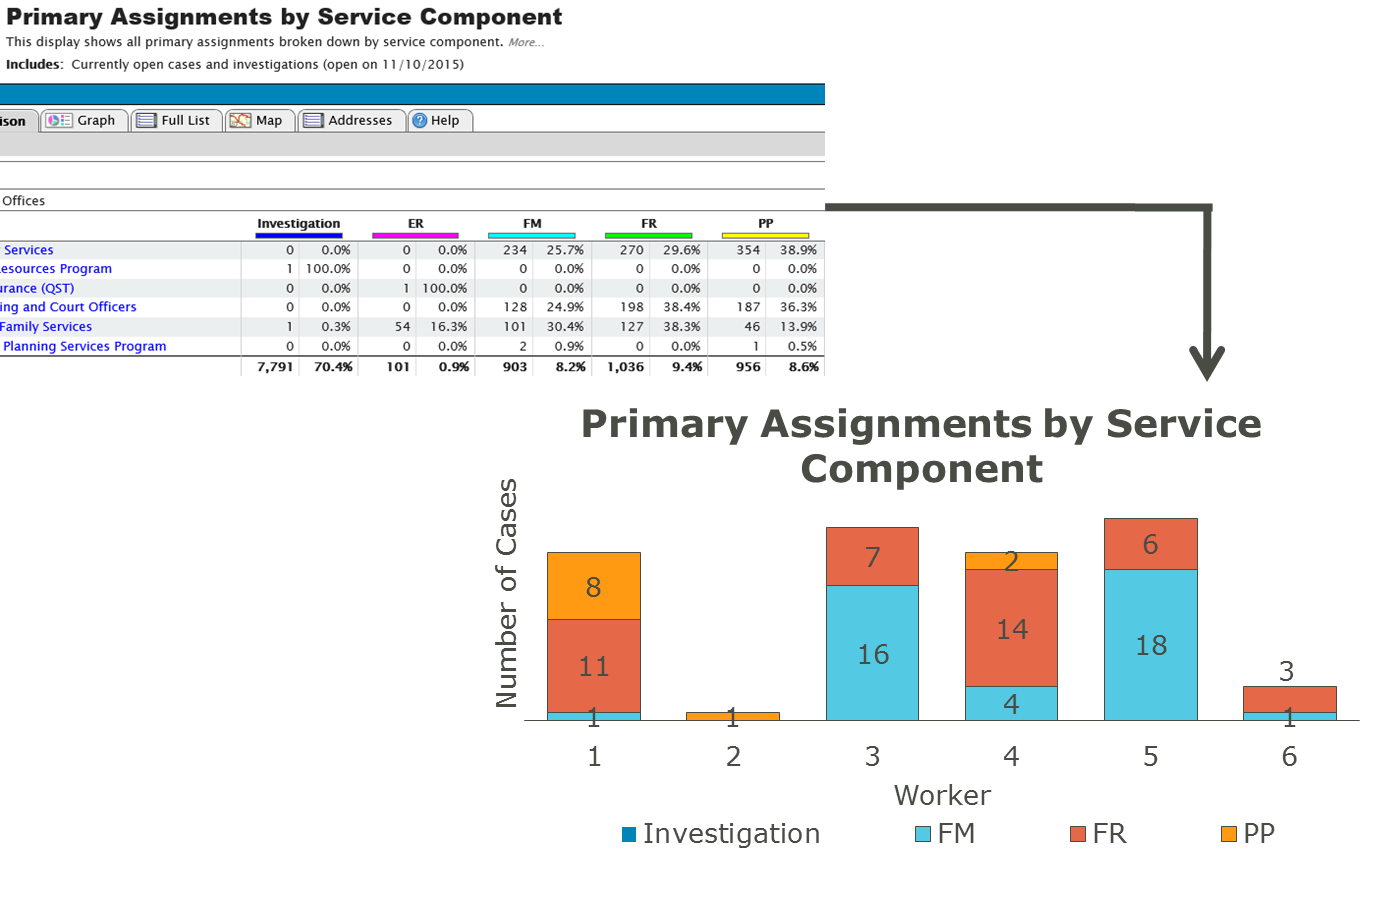 Primary Assignments by Service Component
This display shows all primary assignments broken down by service component. More...
Includes: Currently open cases and investigations (open on 11/10/2015)
ison Graph Full List Map Addresses Help
Offices
Investigation ER FM FR PP
Services 0 0.0% 0 0.0% 234 25.7% 270 29.6% 354 38.9%
esources Program 1 100.0% 0 0.0% 0 0.0% 0 0.0% 0 0.0%
urance (QST) 0 0.0% 1 100.0% 0 0.0% 0 0.0% 0 0.0%
ing and Court Officers 0 0.0% 0 0.0% 128 24.9% 198 38.4% 187 36.3%
Family Services 1 0.3% 54 16.3% 101 30.4% 127 38.3% 46 13.9%
Planning Services Program 0 0.0% 0 0.0% 2 0.9% 0 0.0% 1 0.5%
7,791 70.4% 101 0.9% 903 8.2% 1,036 9.4% 956 8.6%
Primary Assignments by Service
Component
Number of Cases
8
11
1
1
7
16
2
14
4
6
18
3
1
1 2 3 4 5 6
Worker
Investigation FM FR PP